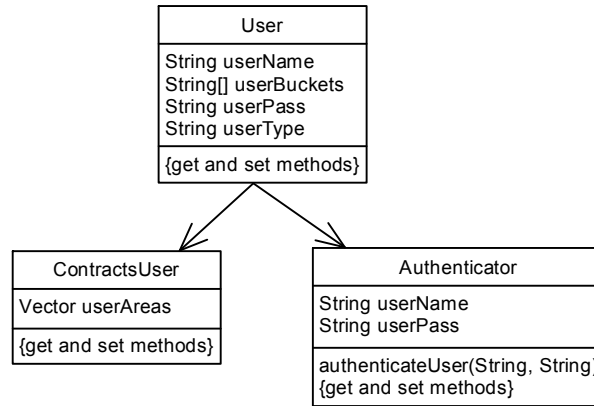 User
String userName
String[] userBuckets
String userPass
String userType
{get and set methods}
ContractsUser
Vector userAreas
{get and set methods}
Authenticator
String userName
String userPass
authenticateUser(String, String)
{get and set methods}